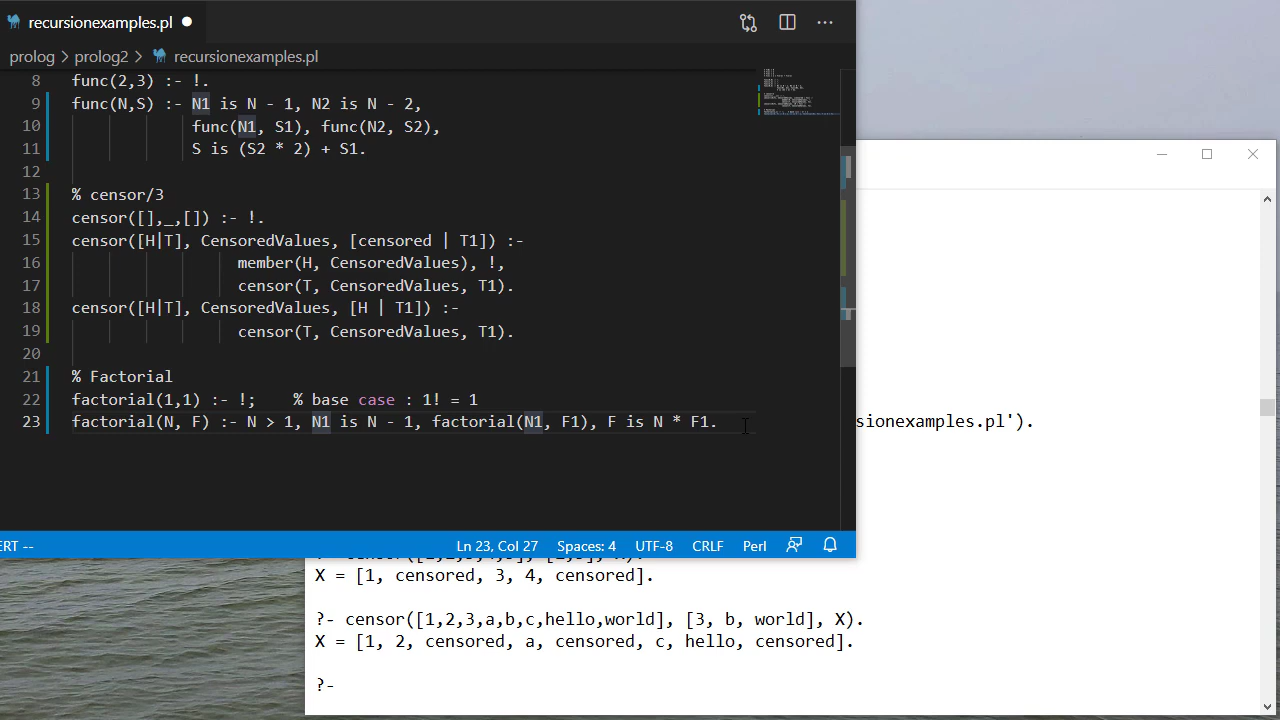 recursionexamples.pl
prolog > prolog2 > recursionexamples.pl
8 func(2,3) :- !.
9 func(N,S) :- N1 is N - 1, N2 is N - 2,
10 func(N1, S1), func(N2, S2),
11 S is (S2 * 2) + S1.
12
13 % censor/3
14 censor([],_,[]) :- !.
15 censor([H|T], CensoredValues, [censored | T1]) :-
16 member(H, CensoredValues), !,
17 censor(T, CensoredValues, T1).
18 censor([H|T], CensoredValues, [H | T1]) :-
19 censor(T, CensoredValues, T1).
20
21 % Factorial
22 factorial(1,1) :- !; % base case : 1! = 1
23 factorial(N, F) :- N > 1, N1 is N - 1, factorial(N1, F1), F is N * F1.
sionexamples.pl').
ERT -- Ln 23, Col 27 Spaces: 4 UTF-8 CRLF Perl
X = [1, censored, 3, 4, censored].
?- censor([1,2,3,a,b,c,hello,world], [3, b, world], X).
X = [1, 2, censored, a, censored, c, hello, censored].
?-